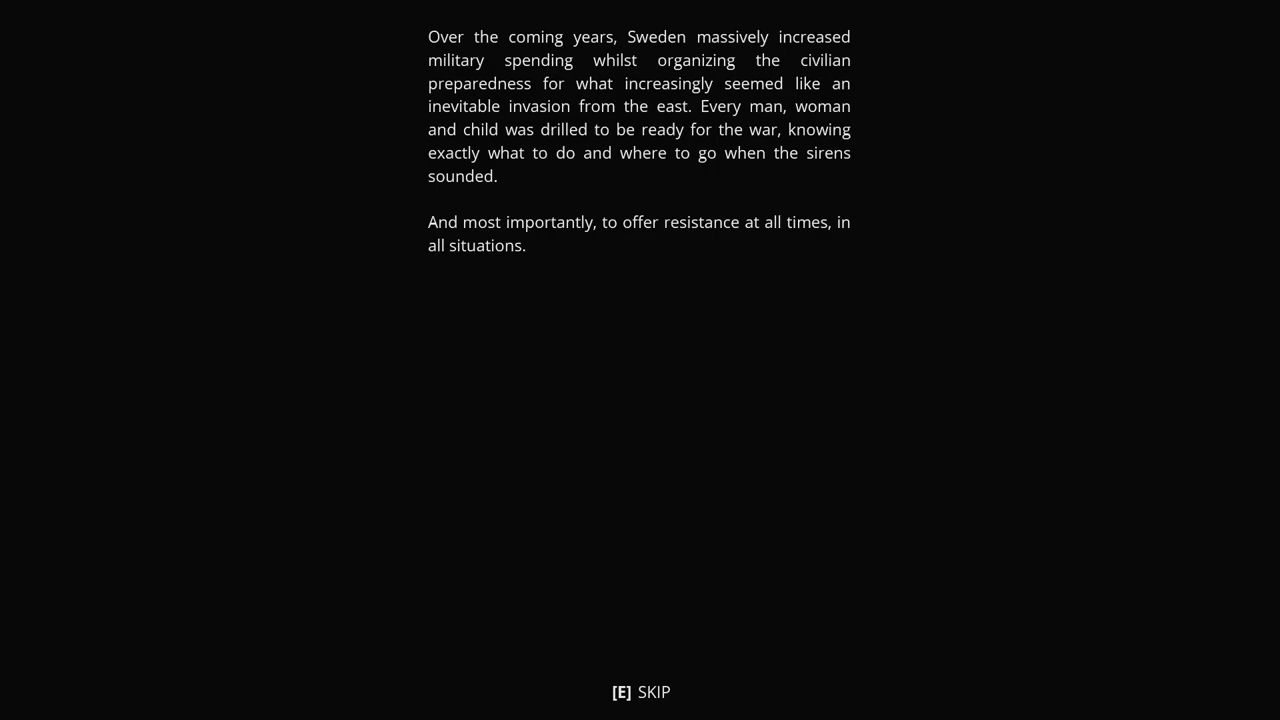 Over the coming years, Sweden massively increased
military spending whilst organizing the civilian
preparedness for what increasingly seemed like an
inevitable invasion from the east. Every man, woman
and child was drilled to be ready for the war, knowing
exactly what to do and where to go when the sirens
sounded.
And most importantly, to offer resistance at all times, in
all situations.
[E] SKIP